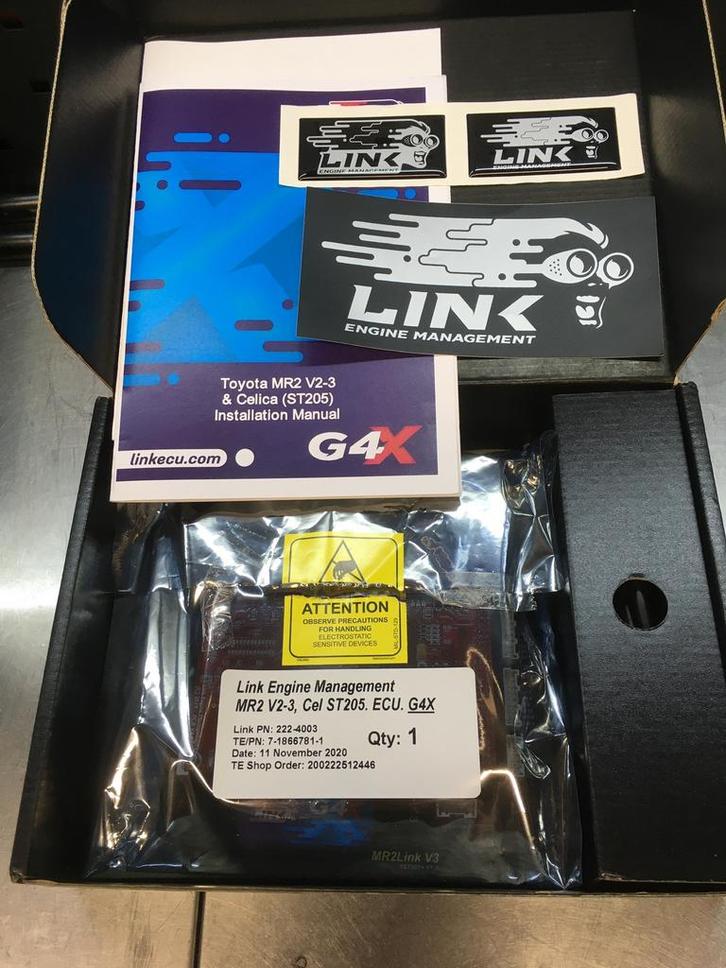 LINK
ENGINE MANAGEMENT
LINK
ENGINE MANAGEMENT
LINK
ENGINE MANAGEMENT
Toyota MR2 V2-3
& Celica (ST205)
Installation Manual
G4X
linkecu.com
ATTENTION
OBSERVE PRECAUTIONS
FOR HANDLING
ELECTROSTATIC
SENSITIVE DEVICES
MIL-STD-129
Link Engine Management
MR2 V2-3, Cel ST205. ECU. G4X
Link PN: 222-4003
TE/PN: 7-1866781-1
Qty: 1
Date: 11 November 2020
TE Shop Order: 200222512446
MR2Link V3